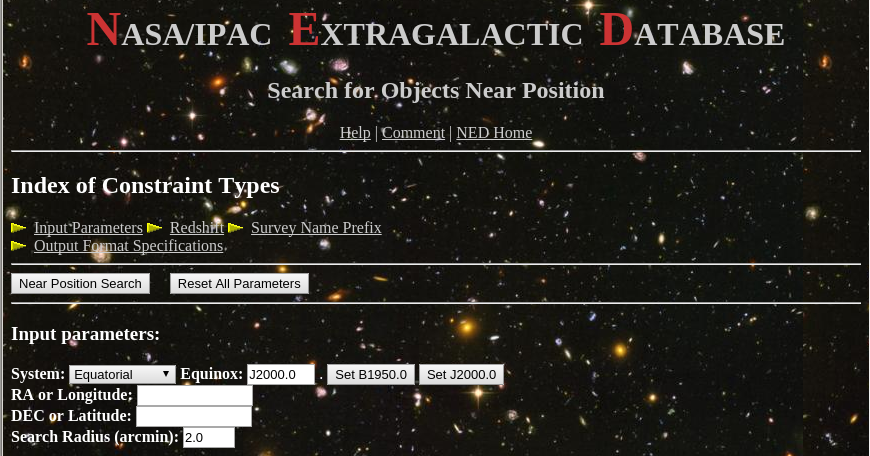 NASA/IPAC EXTRAGALACTIC DATABASE
Search for Objects Near Position
Help | Comment | NED Home
Index of Constraint Types
Input Parameters Redshift Survey Name Prefix
Output Format Specifications
Near Position Search Reset All Parameters
Input parameters:
System: Equatorial Equinox: J2000.0 . Set B1950.0 Set J2000.0
RA or Longitude:
DEC or Latitude:
Search Radius (arcmin): 2.0